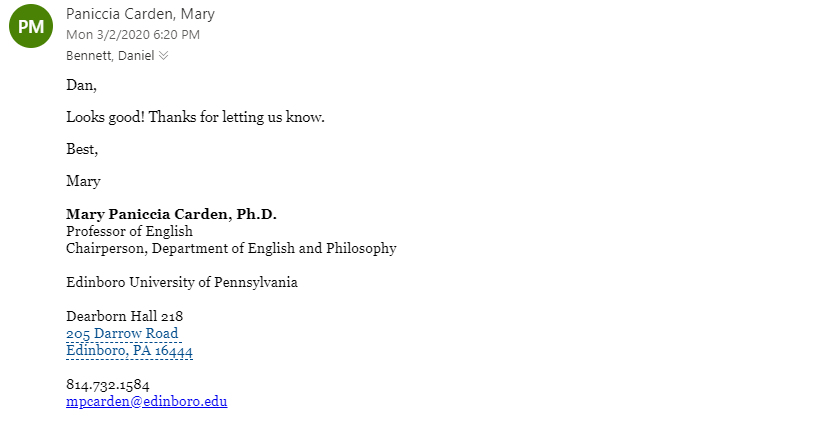 PM
Paniccia Carden, Mary
Mon 3/2/2020 6:20 PM
Bennett, Daniel
Dan,
Looks good! Thanks for letting us know.
Best,
Mary
Mary Paniccia Carden, Ph.D.
Professor of English
Chairperson, Department of English and Philosophy
Edinboro University of Pennsylvania
Dearborn Hall 218
205 Darrow Road
Edinboro, PA 16444
814.732.1584
mpcarden@edinboro.edu